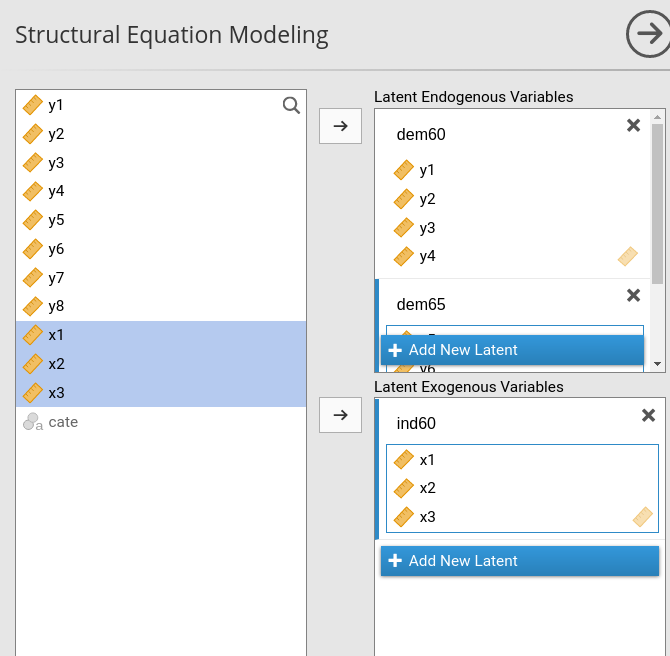 Structural Equation Modeling
y1
y2
y3
y4
y5
y6
y7
y8
x1
x2
x3
a cate
Latent Endogenous Variables
dem60
y1
y2
y3
y4
dem65
Add New Latent
y6
Latent Exogenous Variables
ind60
x1
x2
x3
Add New Latent